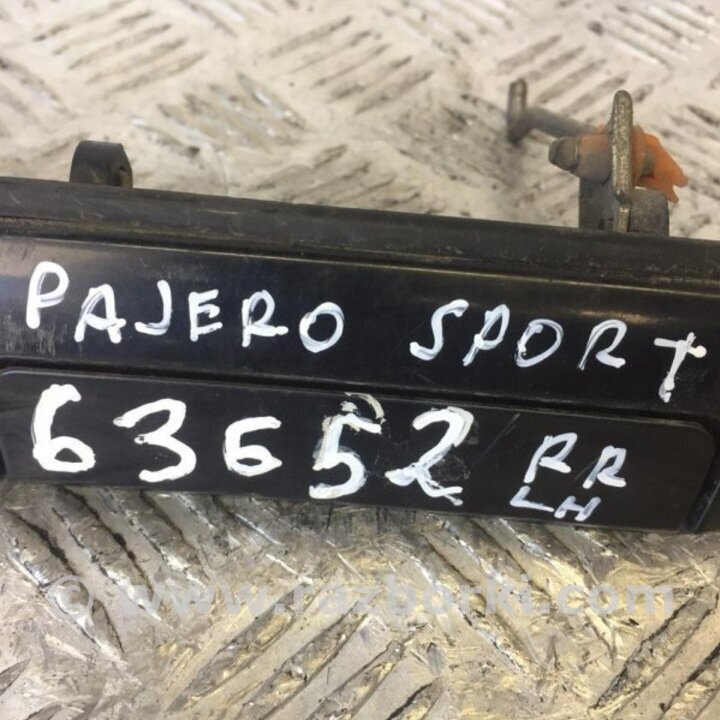 PAJERO SPORT
63652 RR
LH
© www.razborki.com